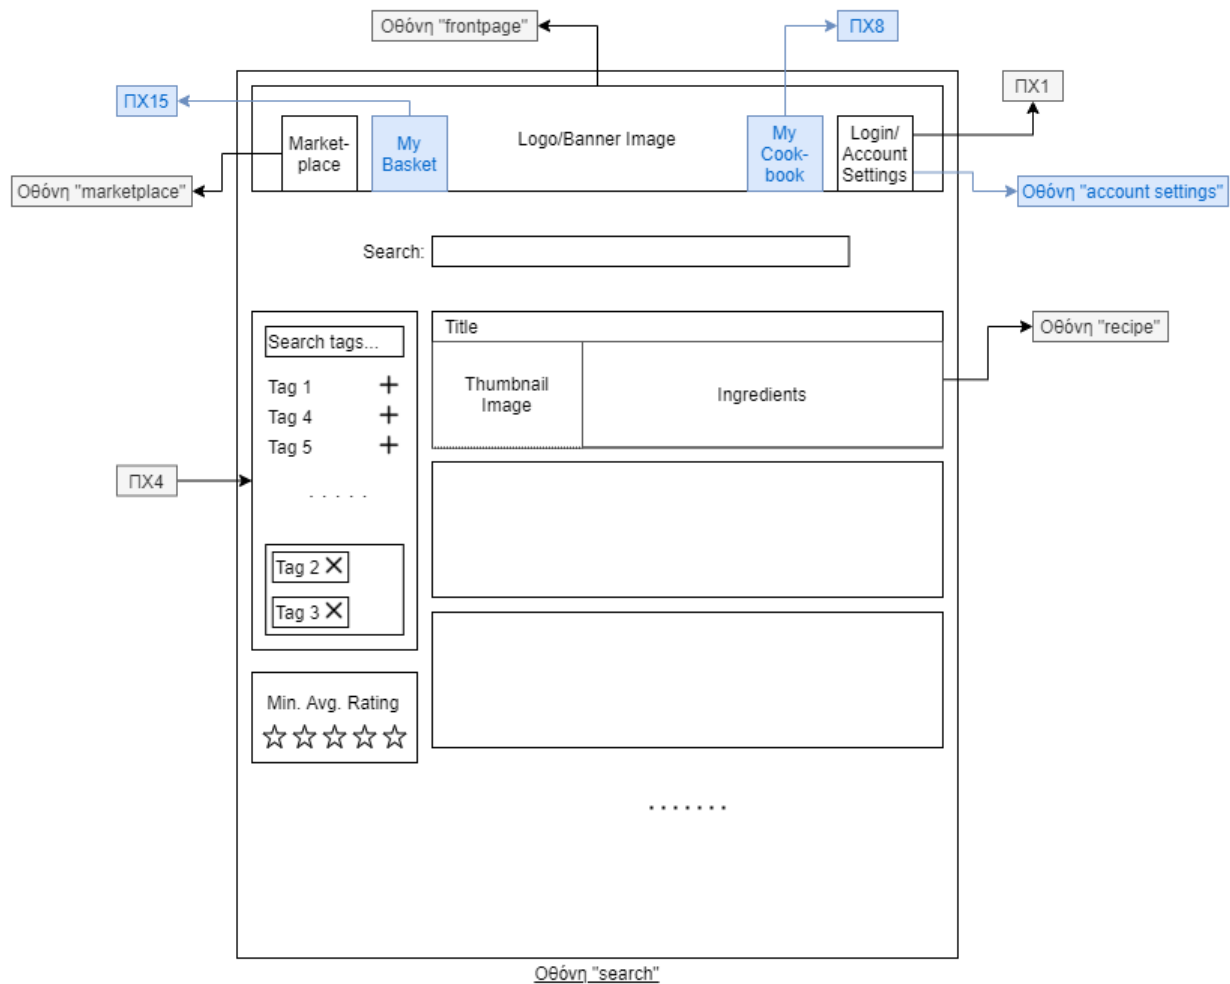 Οθόνη "frontpage"
ΠΧ8
ΠΧ15
ΠΧ1
Market-
place
My
Basket
Logo/Banner Image
My
Cook-
book
Login/
Account
Settings
Οθόνη "marketplace"
Οθόνη "account settings"
Search:
Search tags...
Title
Οθόνη "recipe"
Tag 1
Tag 4
Tag 5
Thumbnail
Image
Ingredients
ΠΧ4
. . . . .
Tag 2
Tag 3
Min. Avg. Rating
.......
Οθόνη "search"